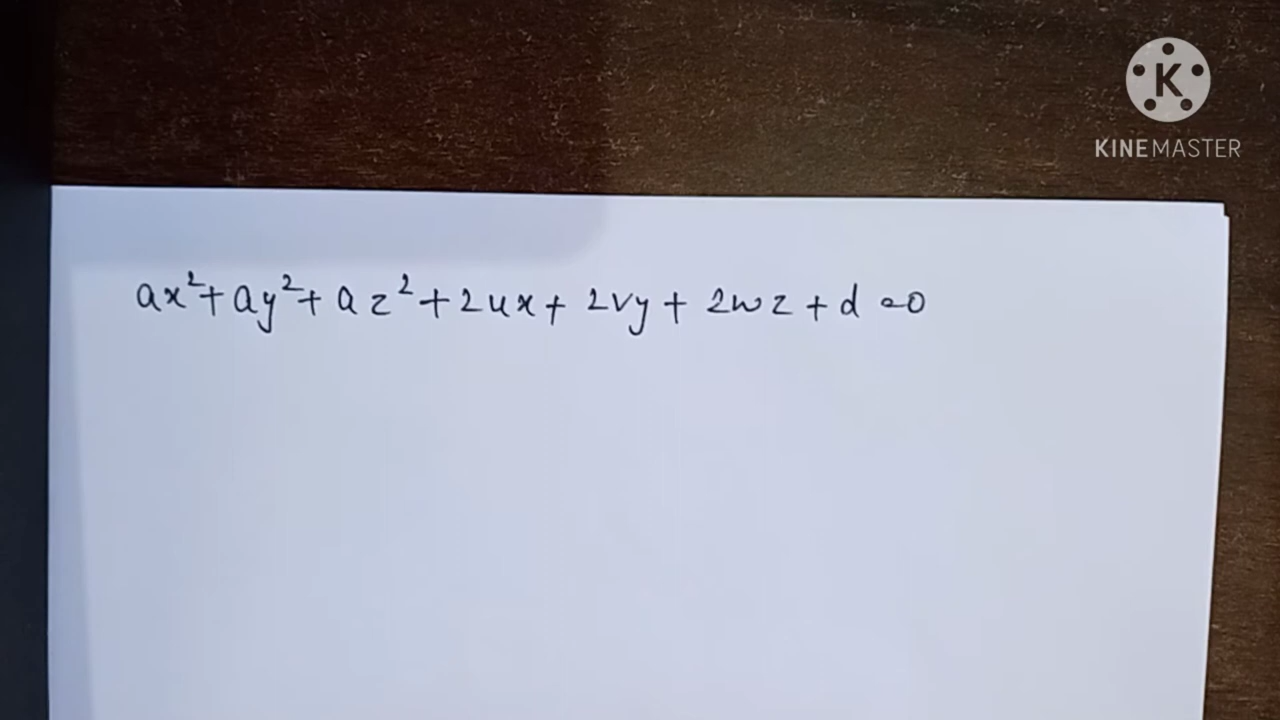 K
KINEMASTER
ax²+ ay²+ az² + 2ux + 2vy + 2wz + d = 0